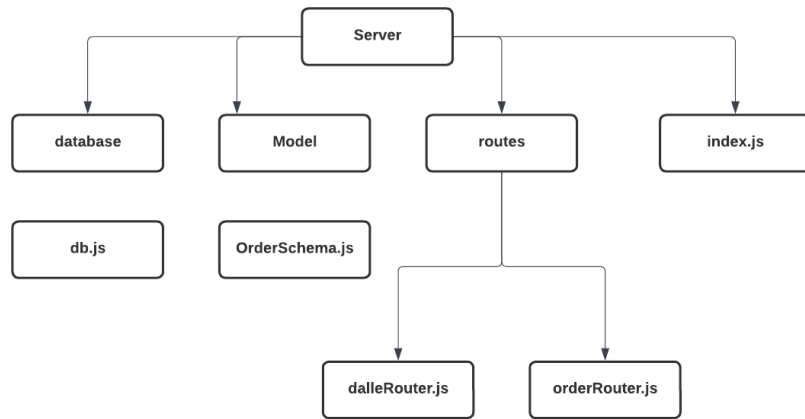 Server
database
Model
routes
index.js
db.js
OrderSchema.js
dalleRouter.js
orderRouter.js